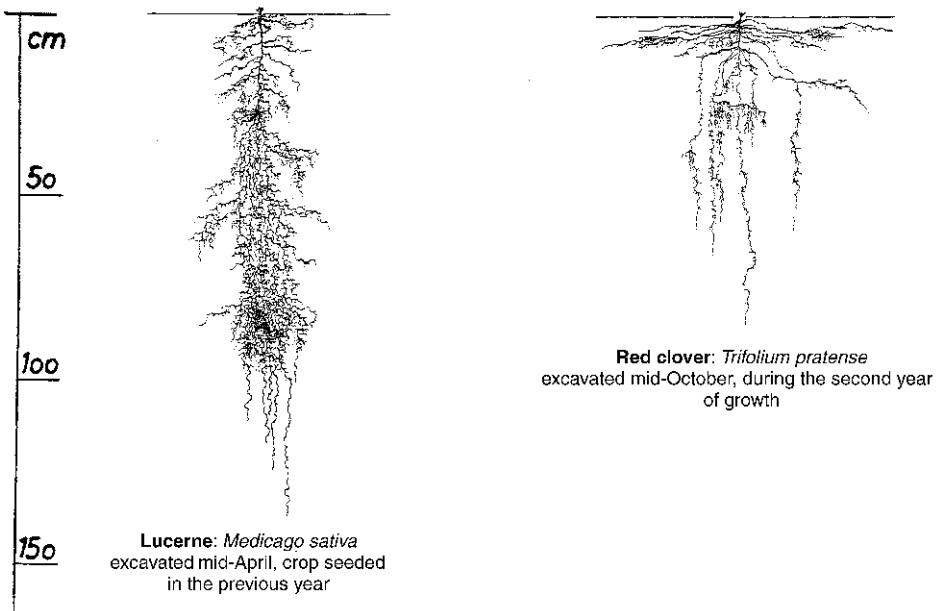 cm
50
100
150
Lucerne: Medicago sativa
excavated mid-April, crop seeded
in the previous year
Red clover: Trifolium pratense
excavated mid-October, during the second year
of growth